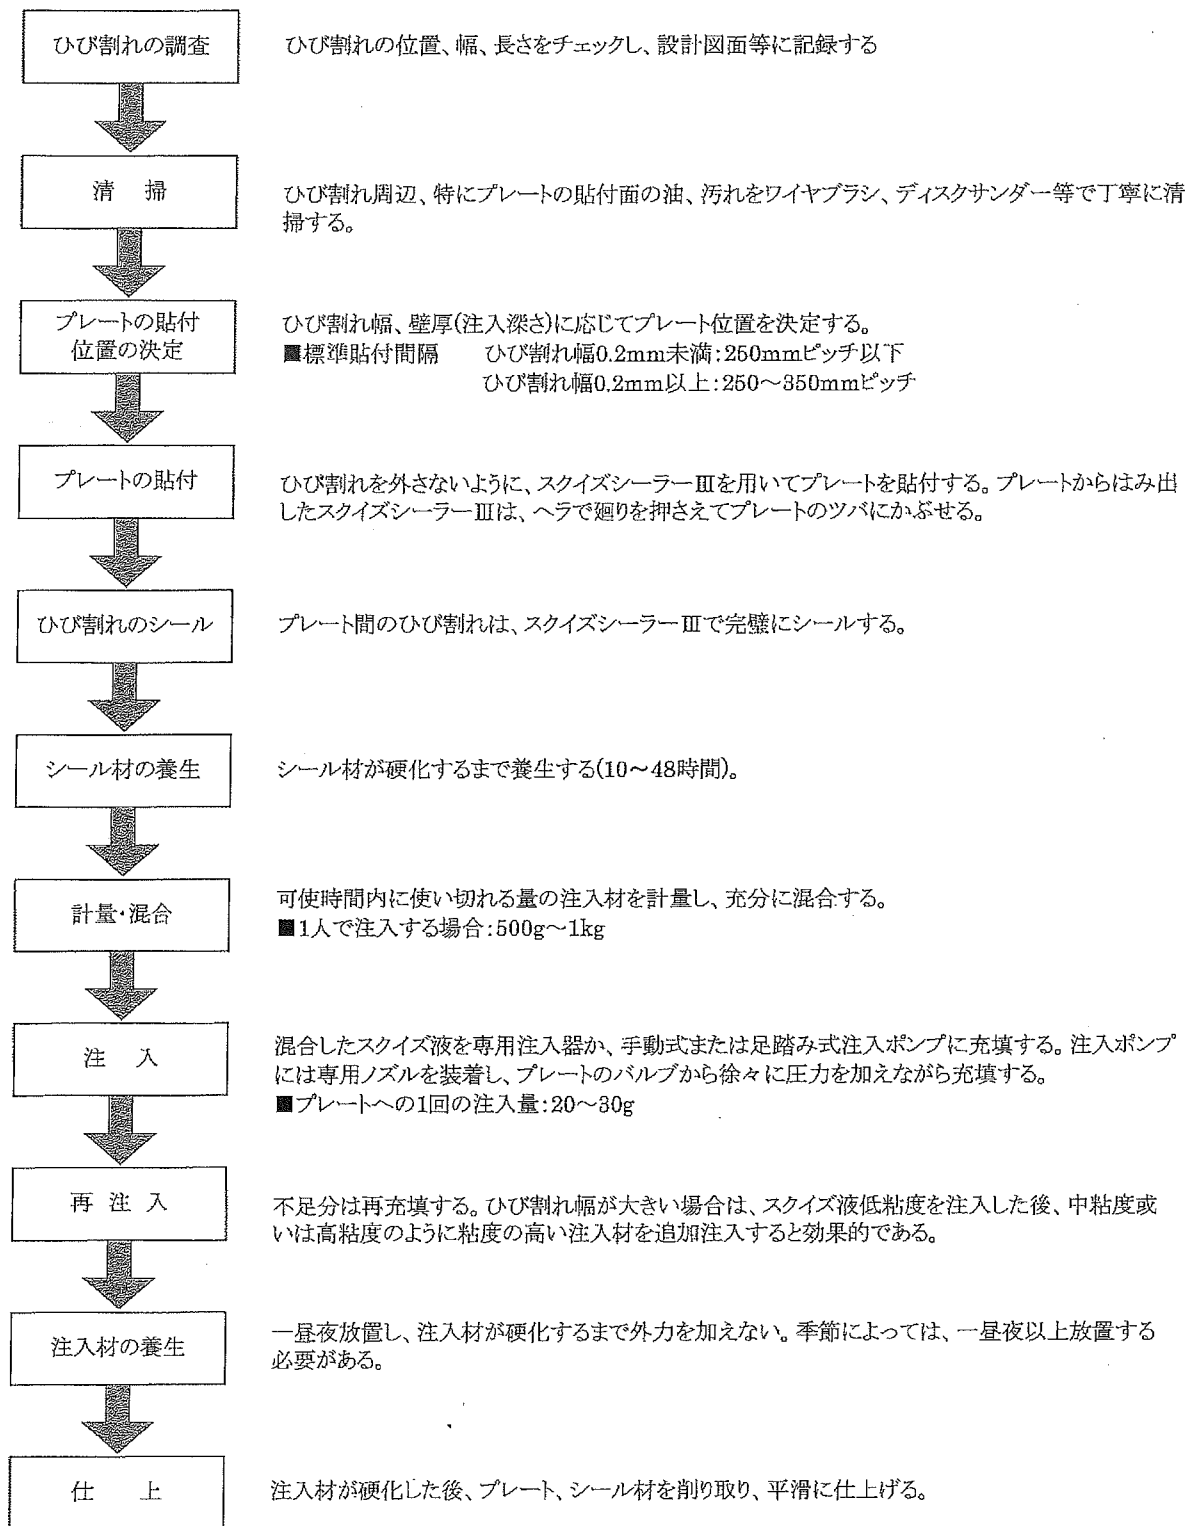 ひび割れの調査
ひび割れの位置、幅、長さをチェックし、設計図面等に記録する
清 掃
ひび割れ周辺、特にプレートの貼付面の油、汚れをワイヤブラシ、ディスクサンダー等で丁寧に清
掃する。
プレートの貼付
位置の決定
ひび割れ幅、壁厚(注入深さ)に応じてプレート位置を決定する。
■標準貼付間隔 ひび割れ幅0.2mm未満:250mmピッチ以下
ひび割れ幅0.2mm以上:250～350mmピッチ
プレートの貼付
ひび割れを外さないように、スクイズシーラーⅢを用いてプレートを貼付する。プレートからはみ出
したスクイズシーラーⅢは、ヘラで廻りを押さえてプレートのツバにかぶせる。
ひび割れのシール
プレート間のひび割れは、スクイズシーラーⅢで完璧にシールする。
シール材の養生
シール材が硬化するまで養生する(10～48時間)。
計量・混合
可使時間内に使い切れる量の注入材を計量し、充分に混合する。
■1人で注入する場合:500g～1kg
注 入
混合したスクイズ液を専用注入器か、手動式または足踏み式注入ポンプに充填する。注入ポンプ
には専用ノズルを装着し、プレートのバルブから徐々に圧力を加えながら充填する。
■プレートへの1回の注入量:20～30g
再 注 入
不足分は再充填する。ひび割れ幅が大きい場合は、スクイズ液低粘度を注入した後、中粘度或
いは高粘度のように粘度の高い注入材を追加注入すると効果的である。
注入材の養生
一昼夜放置し、注入材が硬化するまで外力を加えない。季節によっては、一昼夜以上放置する
必要がある。
仕 上
注入材が硬化した後、プレート、シール材を削り取り、平滑に仕上げる。